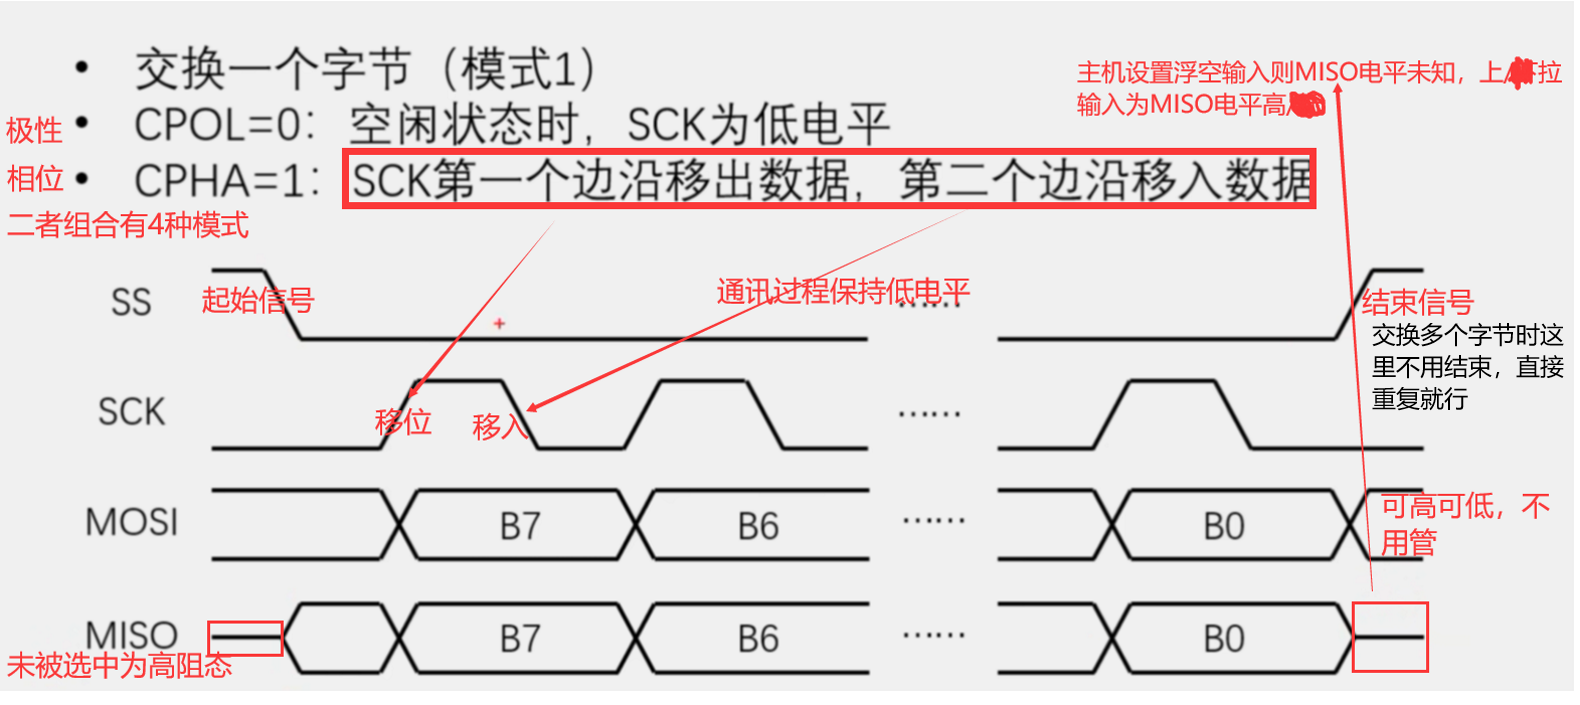 • 交换一个字节（模式1）
主机设置浮空输入则MISO电平未知，上/拉
输入为MISO电平高/
极性 • CPOL=0：空闲状态时，SCK为低电平
相位 • CPHA=1：SCK第一个边沿移出数据，第二个边沿移入数据
二者组合有4种模式
SS 起始信号 通讯过程保持低电平 …… 结束信号
交换多个字节时这
里不用结束，直接
重复就行
SCK 移位 移入 ……
MOSI B7 B6 …… B0 可高可低，不
用管
MISO B7 B6 …… B0
未被选中为高阻态